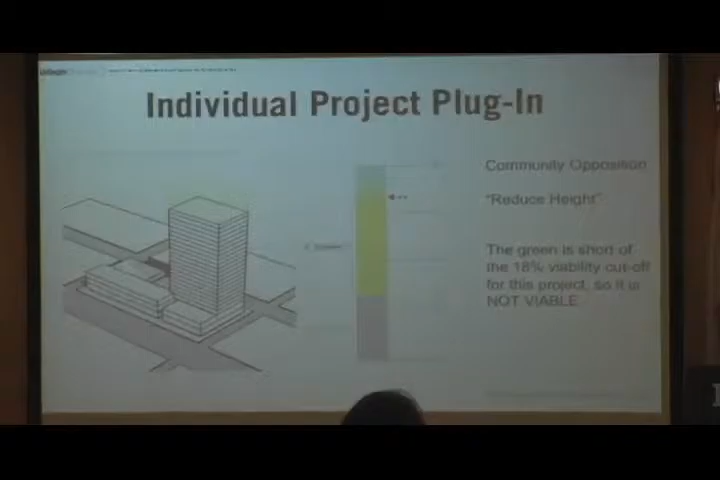 Individual Project Plug-In
Community Opposition
"Reduce Height"
The green is short of
the 18% viability cut-off
for this project, so it is
NOT VIABLE